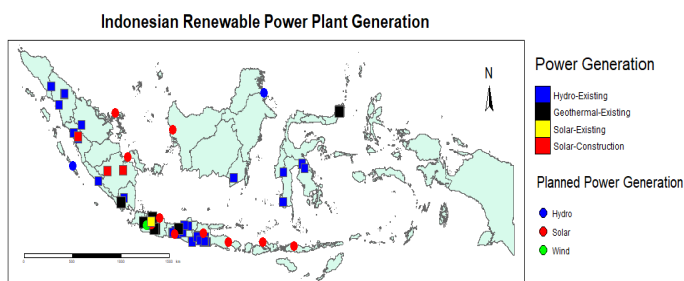 Indonesian Renewable Power Plant Generation
N
Power Generation
Hydro-Existing
Geothermal-Existing
Solar-Existing
Solar-Construction
Planned Power Generation
Hydro
Solar
Wind